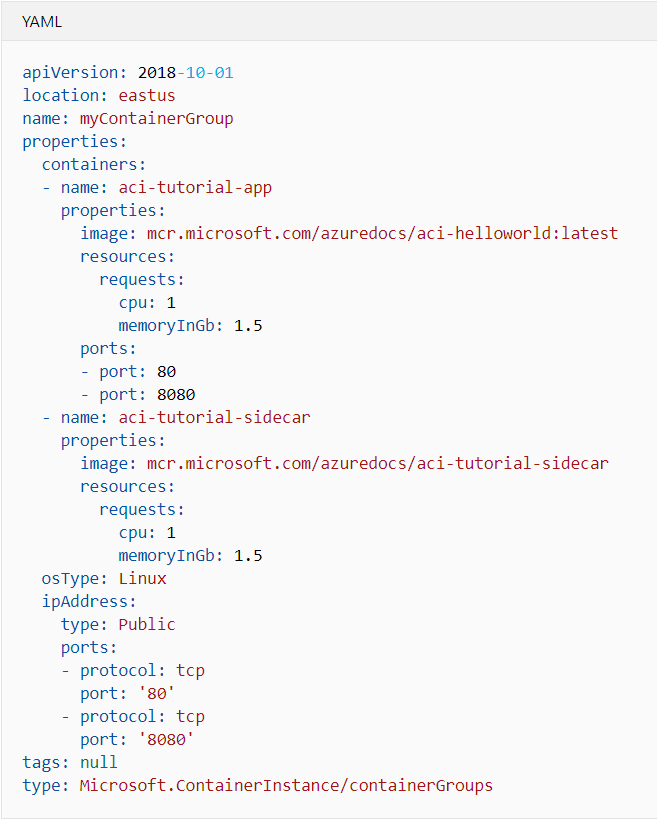 YAML
apiVersion: 2018-10-01
location: eastus
name: myContainerGroup
properties:
  containers:
  - name: aci-tutorial-app
    properties:
      image: mcr.microsoft.com/azuredocs/aci-helloworld:latest
      resources:
        requests:
          cpu: 1
          memoryInGb: 1.5
      ports:
      - port: 80
      - port: 8080
  - name: aci-tutorial-sidecar
    properties:
      image: mcr.microsoft.com/azuredocs/aci-tutorial-sidecar
      resources:
        requests:
          cpu: 1
          memoryInGb: 1.5
  osType: Linux
  ipAddress:
    type: Public
    ports:
    - protocol: tcp
      port: '80'
    - protocol: tcp
      port: '8080'
tags: null
type: Microsoft.ContainerInstance/containerGroups